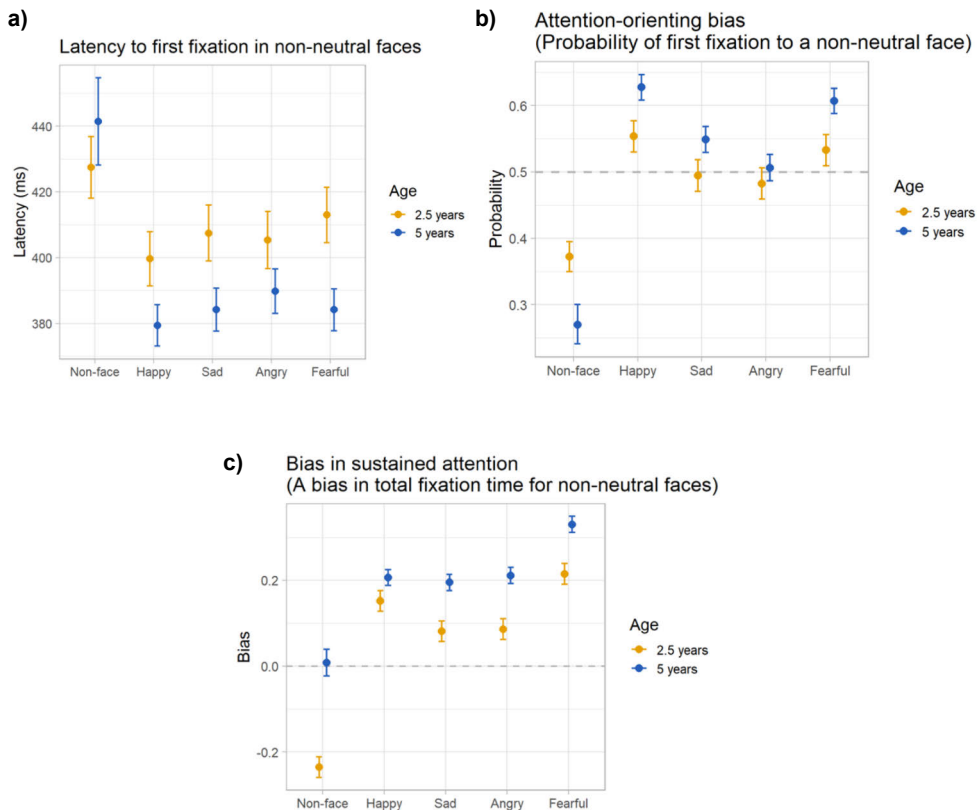 a)
Latency to first fixation in non-neutral faces
Latency (ms)
440
420
400
380
Non-face Happy Sad Angry Fearful
Age
2.5 years
5 years
b)
Attention-orienting bias
(Probability of first fixation to a non-neutral face)
Probability
0.6
0.5
0.4
0.3
Non-face Happy Sad Angry Fearful
Age
2.5 years
5 years
c)
Bias in sustained attention
(A bias in total fixation time for non-neutral faces)
Bias
0.2
0.0
-0.2
Non-face Happy Sad Angry Fearful
Age
2.5 years
5 years